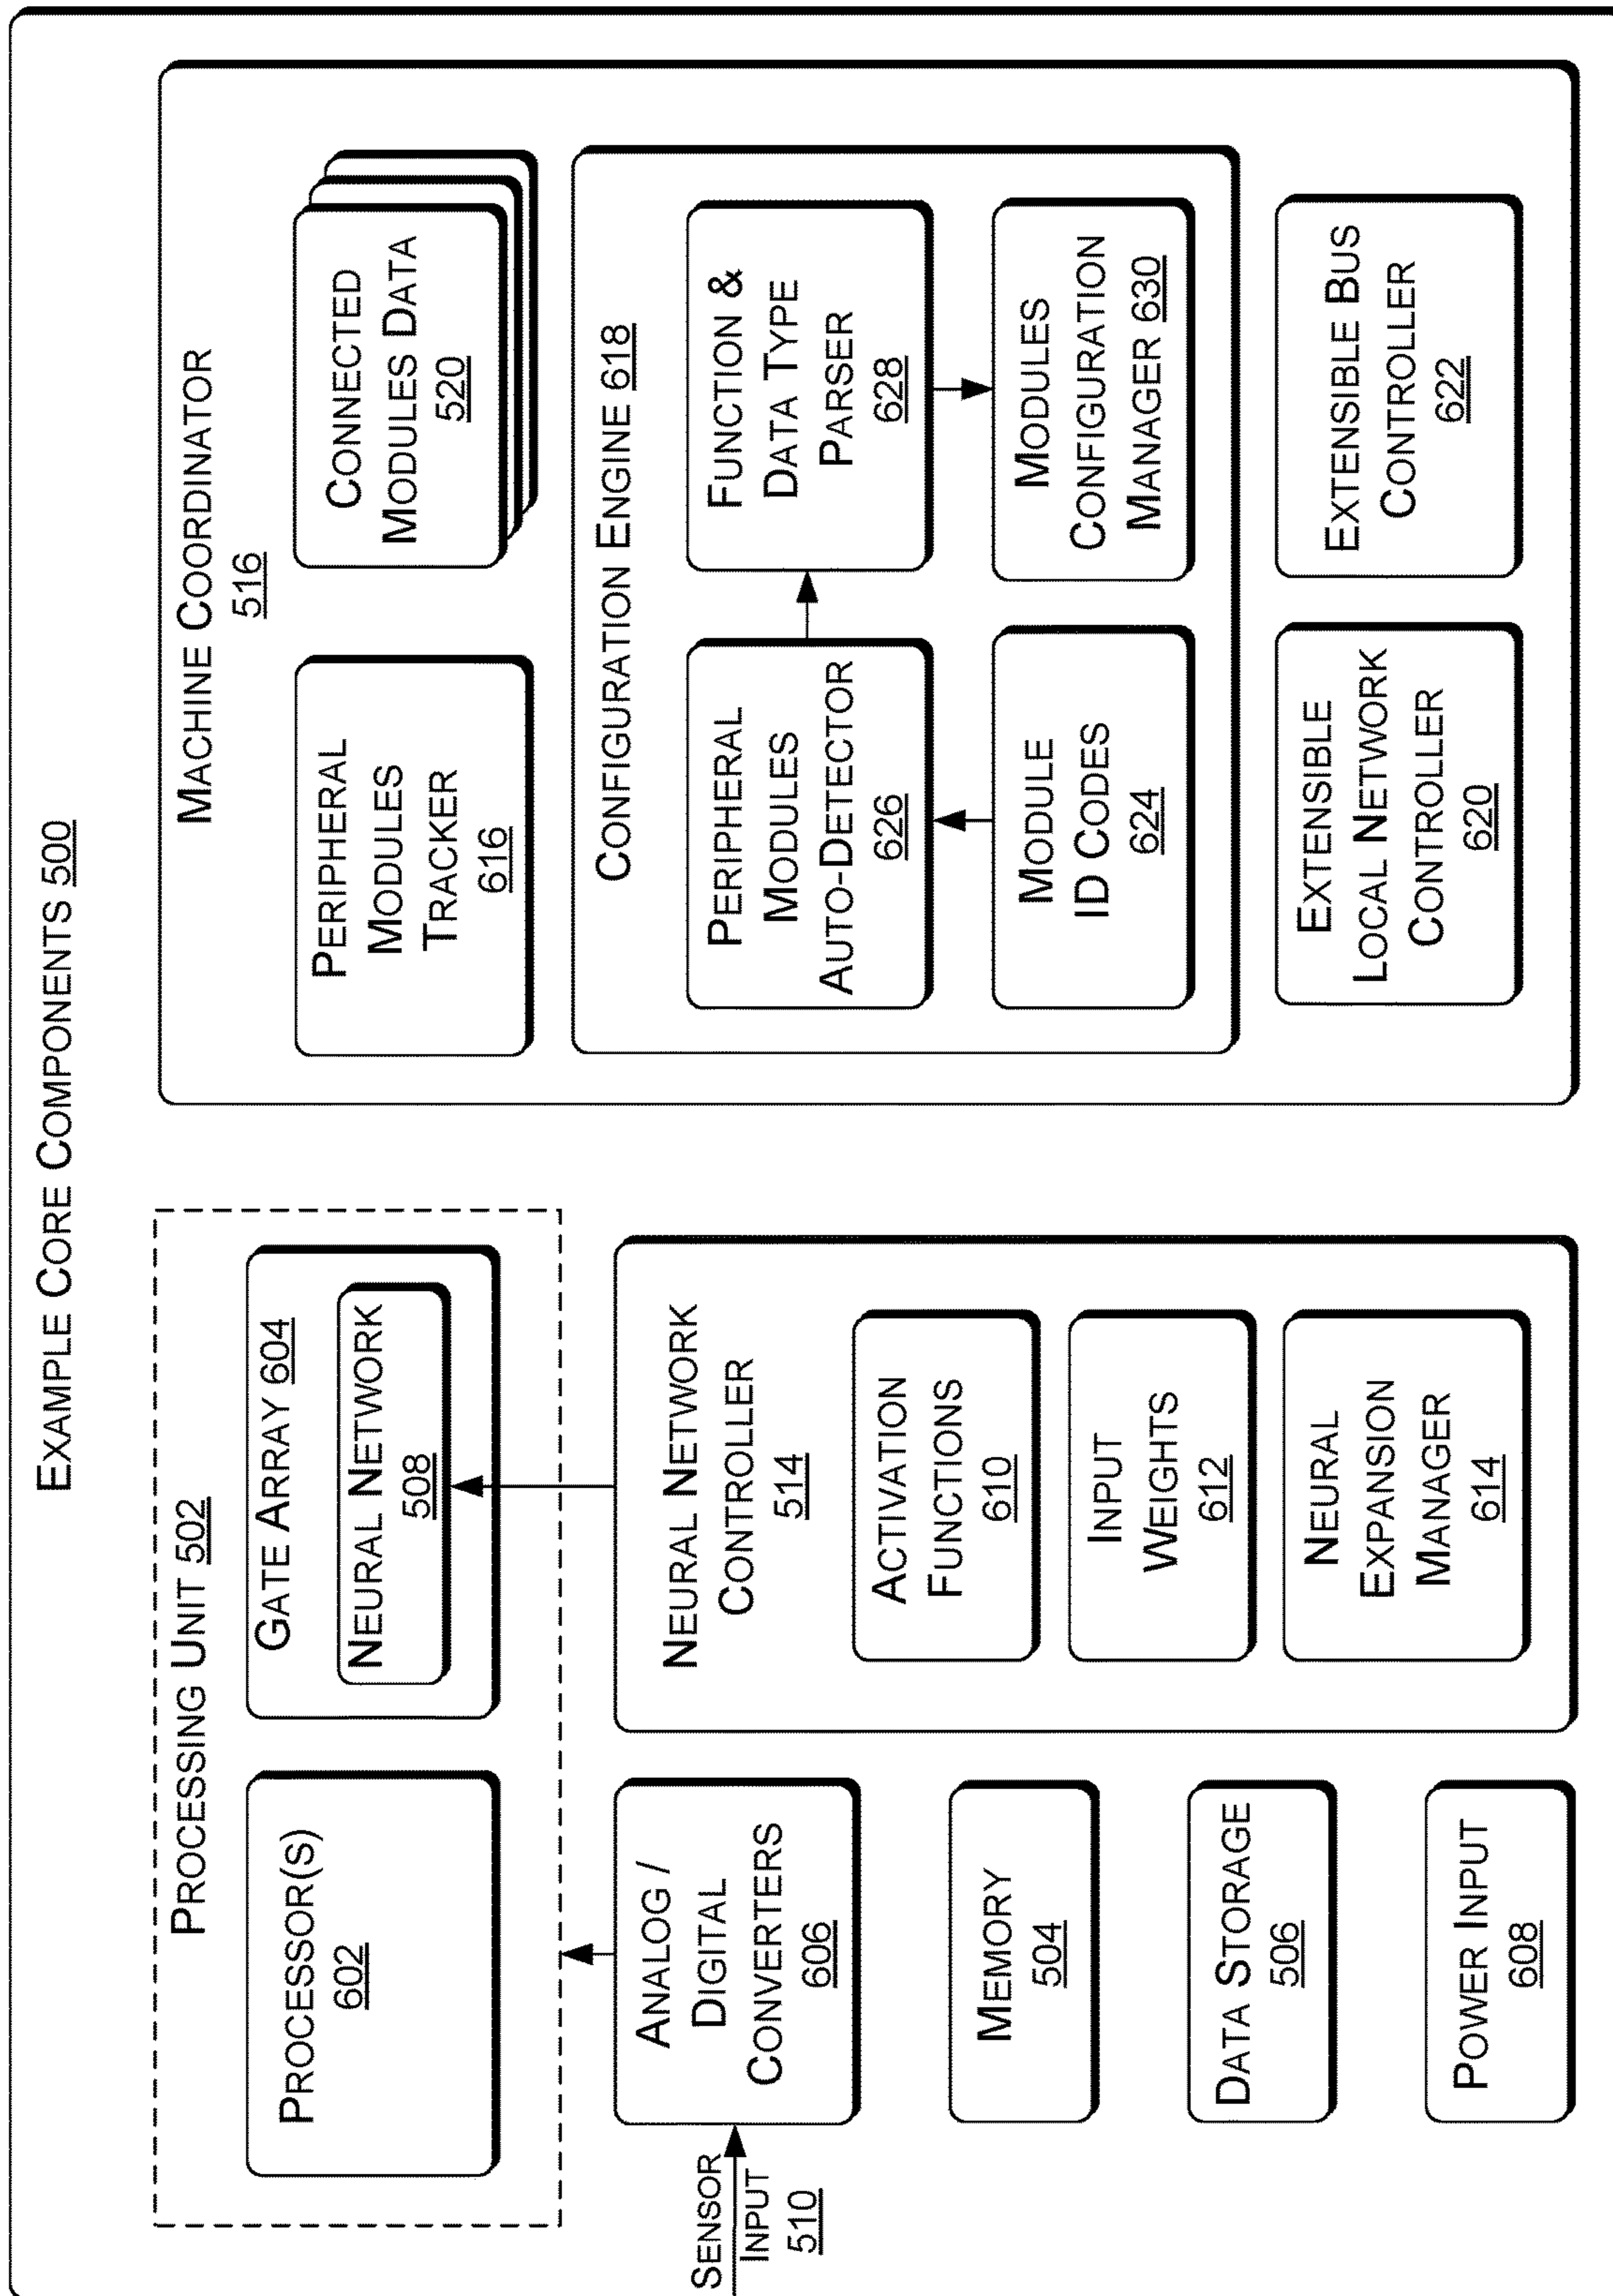 EXAMPLE CORE COMPONENTS 500
PROCESSING UNIT 502
PROCESSOR(S)
602
GATE ARRAY 604
NEURAL NETWORK
508
SENSOR
INPUT
510
ANALOG /
DIGITAL
CONVERTERS
606
MEMORY
504
DATA STORAGE
506
POWER INPUT
608
NEURAL NETWORK
CONTROLLER
514
ACTIVATION
FUNCTIONS
610
INPUT
WEIGHTS
612
NEURAL
EXPANSION
MANAGER
614
MACHINE COORDINATOR
516
PERIPHERAL
MODULES
TRACKER
616
CONNECTED
MODULES DATA
520
CONFIGURATION ENGINE 618
PERIPHERAL
MODULES
AUTO-DETECTOR
626
FUNCTION &
DATA TYPE
PARSER
628
MODULE
ID CODES
624
MODULES
CONFIGURATION
MANAGER 630
EXTENSIBLE
LOCAL NETWORK
CONTROLLER
620
EXTENSIBLE BUS
CONTROLLER
622